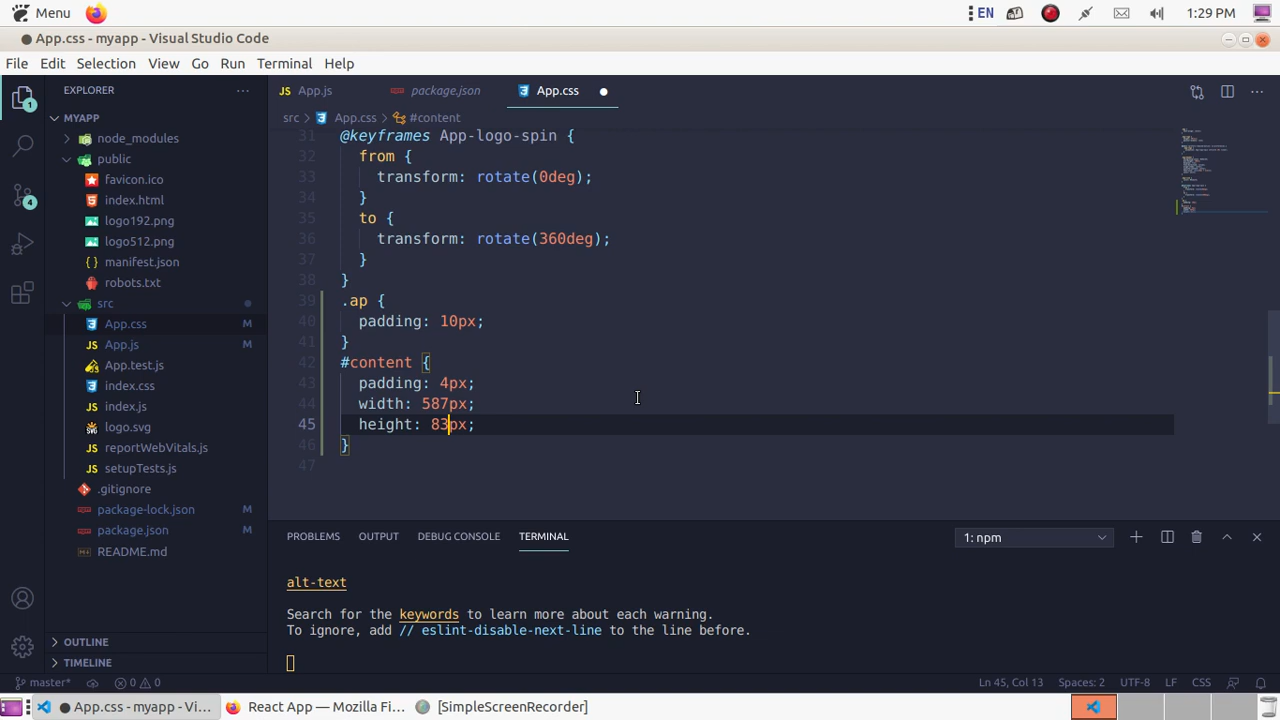 Menu
EN
1:29 PM
● App.css - myapp - Visual Studio Code
File Edit Selection View Go Run Terminal Help
EXPLORER
MYAPP
node_modules
public
favicon.ico
index.html
logo192.png
logo512.png
manifest.json
robots.txt
src
App.css M
App.js M
App.test.js
index.css
index.js
logo.svg
reportWebVitals.js
setupTests.js
.gitignore
package-lock.json M
package.json M
README.md
OUTLINE
TIMELINE
1
4
App.js package.json App.css ●
src > App.css > #content
31 @keyframes App-logo-spin {
32 from {
33 transform: rotate(0deg);
34 }
35 to {
36 transform: rotate(360deg);
37 }
38 }
39 .ap {
40 padding: 10px;
41 }
42 #content {
43 padding: 4px;
44 width: 587px;
45 height: 83px;
46 }
47
PROBLEMS OUTPUT DEBUG CONSOLE TERMINAL
1: npm
alt-text
Search for the keywords to learn more about each warning.
To ignore, add // eslint-disable-next-line to the line before.
master* 0 0 Ln 45, Col 13 Spaces: 2 UTF-8 LF CSS
● App.css - myapp - Vi... React App — Mozilla Fi... [SimpleScreenRecorder]